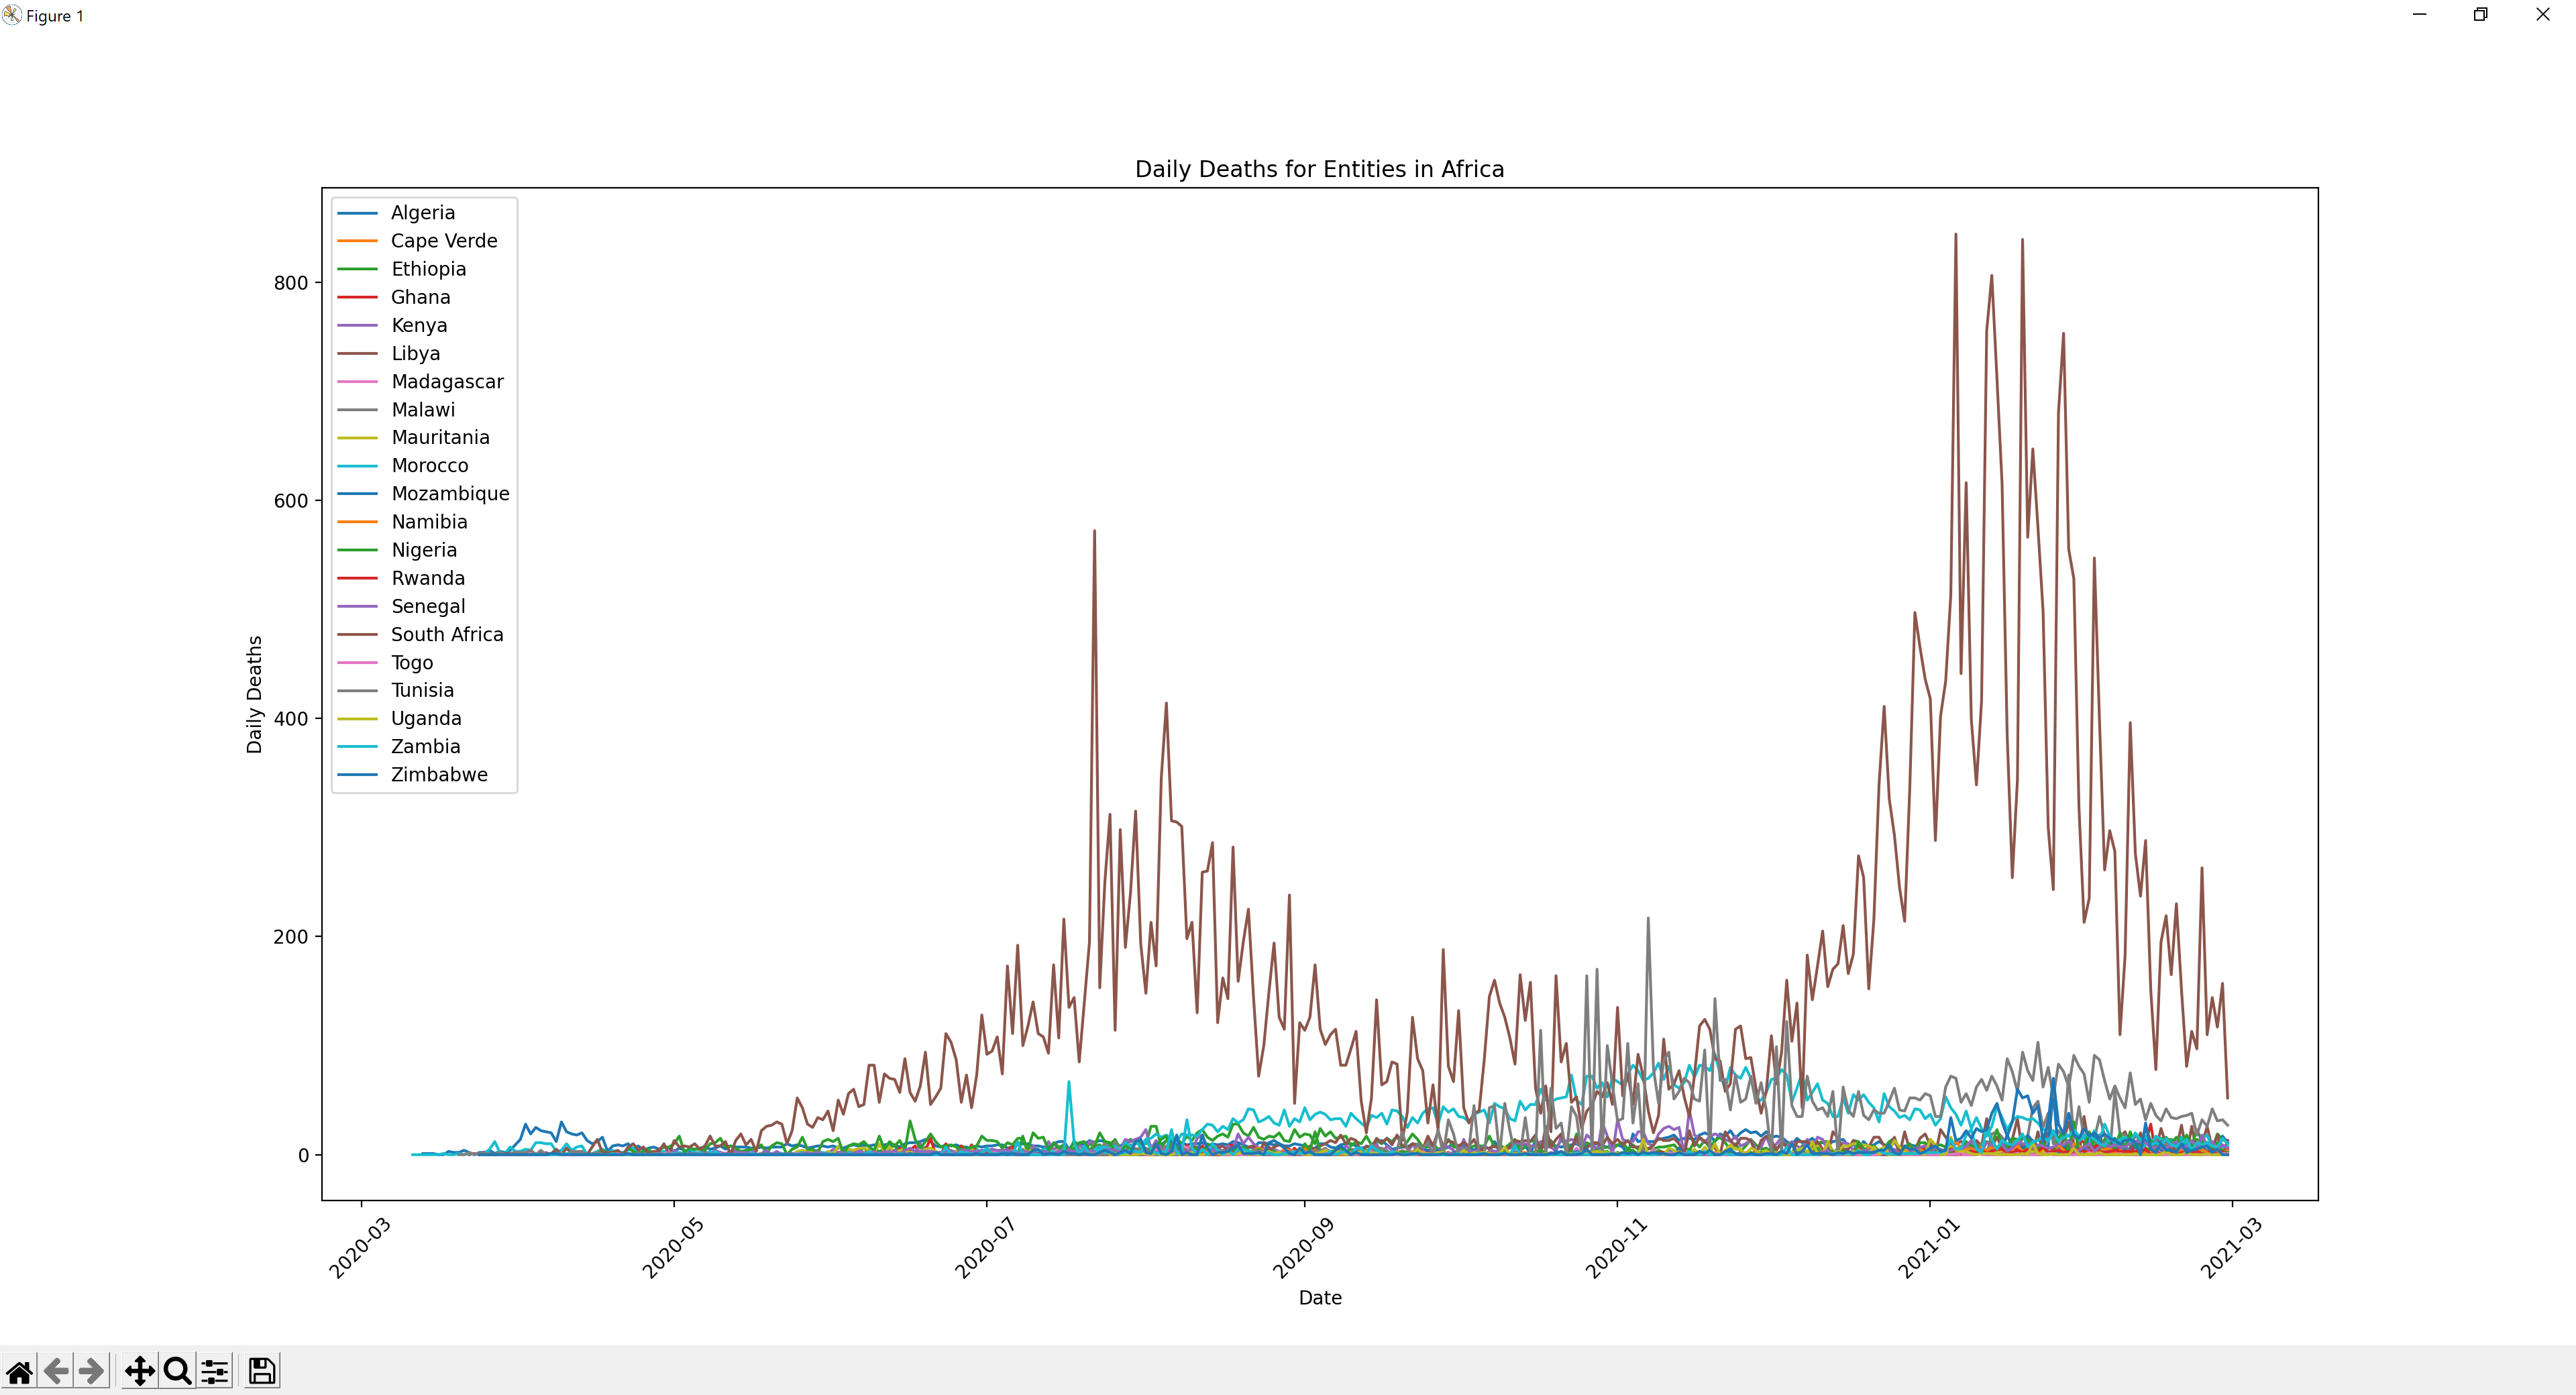 Figure 1
Daily Deaths for Entities in Africa
Algeria
Cape Verde
Ethiopia
Ghana
Kenya
Libya
Madagascar
Malawi
Mauritania
Morocco
Mozambique
Namibia
Nigeria
Rwanda
Senegal
South Africa
Togo
Tunisia
Uganda
Zambia
Zimbabwe
Daily Deaths
800
600
400
200
0
2020-03
2020-05
2020-07
2020-09
2020-11
2021-01
2021-03
Date